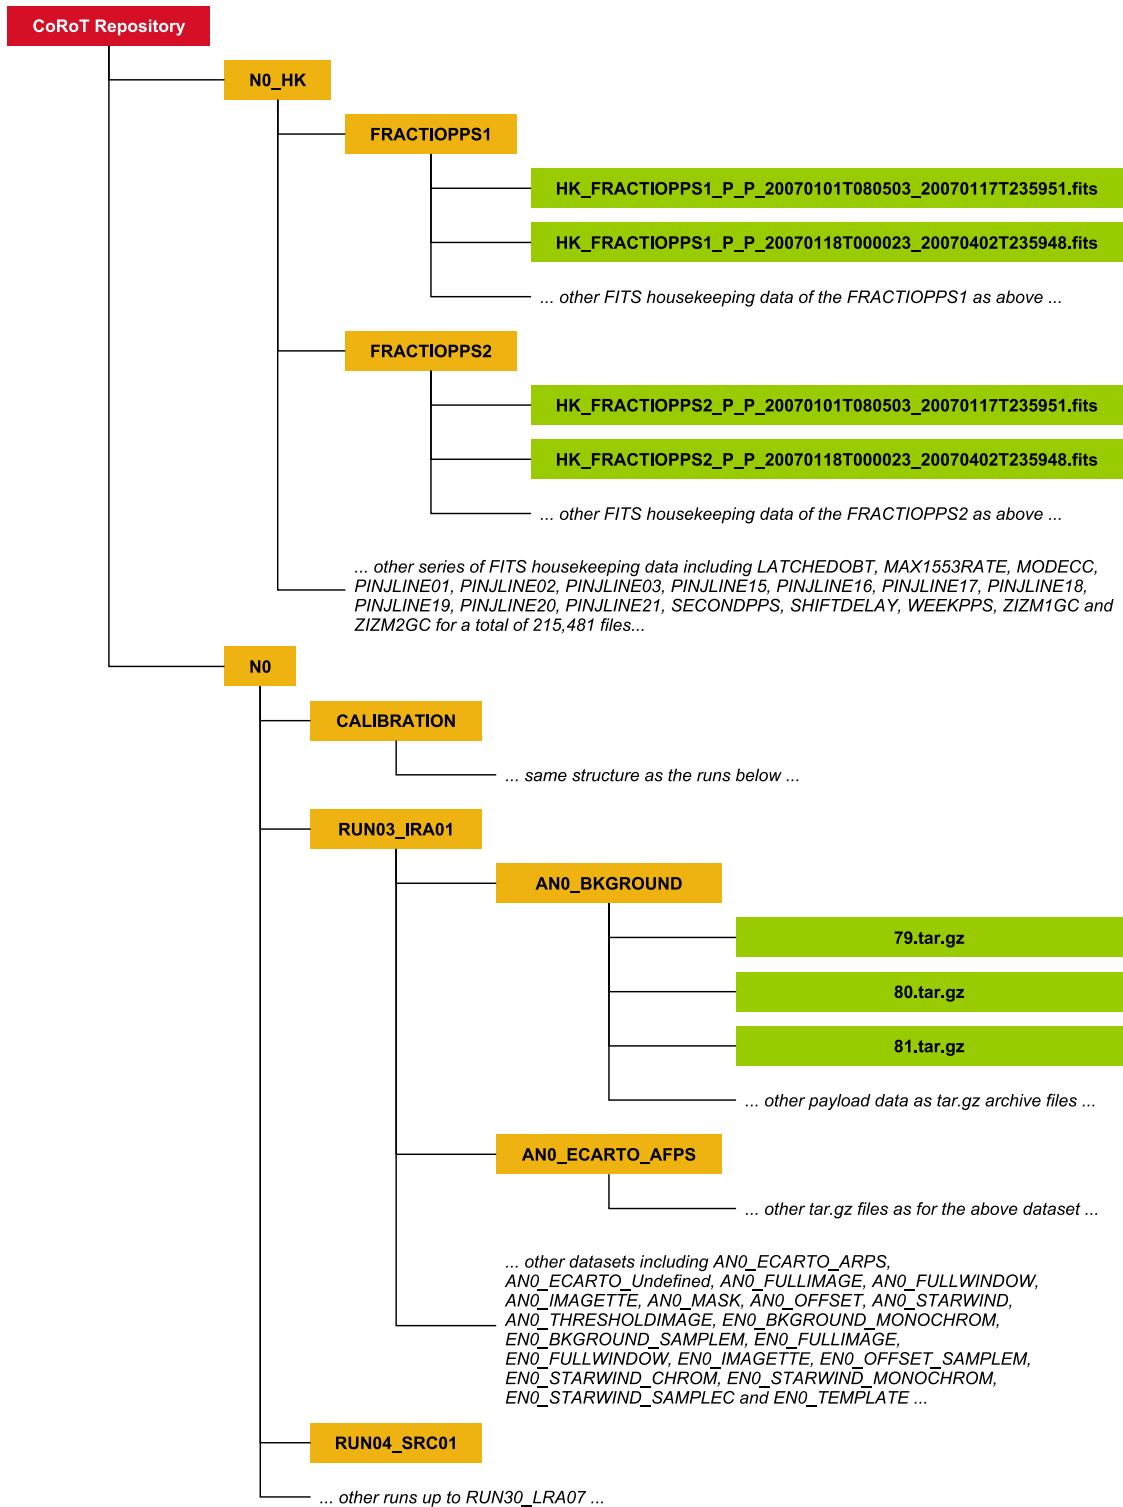 CoRoT Repository
N0_HK
FRACTIOPPS1
HK_FRACTIOPPS1_P_P_20070101T080503_20070117T235951.fits
HK_FRACTIOPPS1_P_P_20070118T000023_20070402T235948.fits
... other FITS housekeeping data of the FRACTIOPPS1 as above ...
FRACTIOPPS2
HK_FRACTIOPPS2_P_P_20070101T080503_20070117T235951.fits
HK_FRACTIOPPS2_P_P_20070118T000023_20070402T235948.fits
... other FITS housekeeping data of the FRACTIOPPS2 as above ...
... other series of FITS housekeeping data including LATCHEDOBT, MAX1553RATE, MODECC,
PINJLINE01, PINJLINE02, PINJLINE03, PINJLINE15, PINJLINE16, PINJLINE17, PINJLINE18,
PINJLINE19, PINJLINE20, PINJLINE21, SECONDPPS, SHIFTDELAY, WEEKPPS, ZIZM1GC and
ZIZM2GC for a total of 215,481 files...
N0
CALIBRATION
... same structure as the runs below ...
RUN03_IRA01
AN0_BKGROUND
79.tar.gz
80.tar.gz
81.tar.gz
... other payload data as tar.gz archive files ...
AN0_ECARTO_AFPS
... other tar.gz files as for the above dataset ...
... other datasets including AN0_ECARTO_ARPS,
AN0_ECARTO_Undefined, AN0_FULLIMAGE, AN0_FULLWINDOW,
AN0_IMAGETTE, AN0_MASK, AN0_OFFSET, AN0_STARWIND,
AN0_THRESHOLDIMAGE, EN0_BKGROUND_MONOCHROM,
EN0_BKGROUND_SAMPLEM, EN0_FULLIMAGE,
EN0_FULLWINDOW, EN0_IMAGETTE, EN0_OFFSET_SAMPLEM,
EN0_STARWIND_CHROM, EN0_STARWIND_MONOCHROM,
EN0_STARWIND_SAMPLEC and EN0_TEMPLATE ...
RUN04_SRC01
... other runs up to RUN30_LRA07 ...